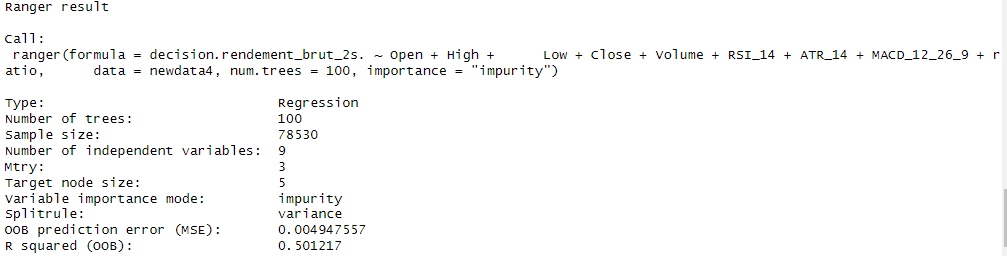 Ranger result
Call:
ranger(formula = decision.rendement_brut_2s. ~ Open + High + Low + Close + Volume + RSI_14 + ATR_14 + MACD_12_26_9 + r
atio, data = newdata4, num.trees = 100, importance = "impurity")
Type: Regression
Number of trees: 100
Sample size: 78530
Number of independent variables: 9
Mtry: 3
Target node size: 5
Variable importance mode: impurity
Splitrule: variance
OOB prediction error (MSE): 0.004947557
R squared (OOB): 0.501217